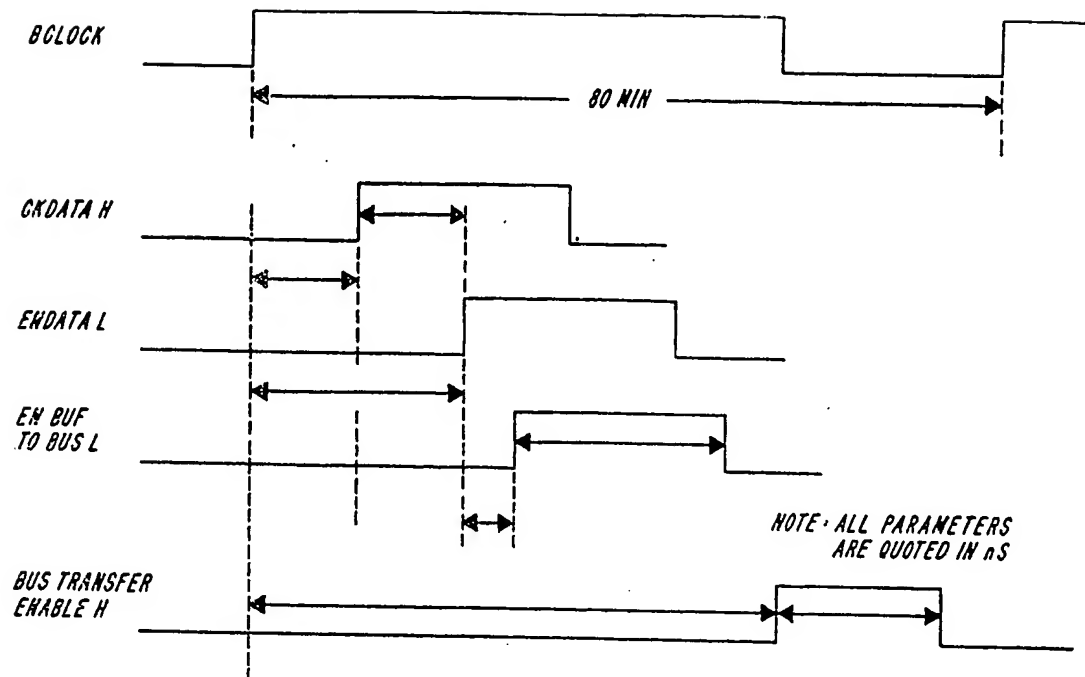 BCLOCK
80 MIN
CKDATA H
ENDATA L
EN BUF
TO BUS L
NOTE: ALL PARAMETERS
ARE QUOTED IN nS
BUS TRANSFER
ENABLE H